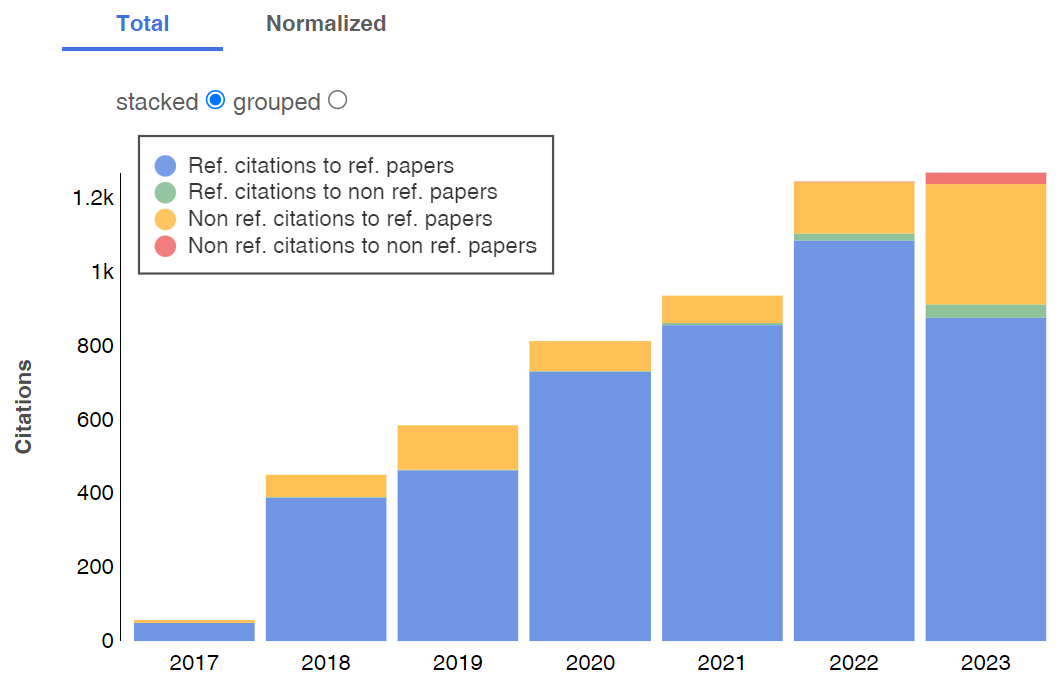 Total Normalized
stacked grouped
Ref. citations to ref. papers
Ref. citations to non ref. papers
Non ref. citations to ref. papers
Non ref. citations to non ref. papers
1.2k
1k
800
600
400
200
0
Citations
2017 2018 2019 2020 2021 2022 2023